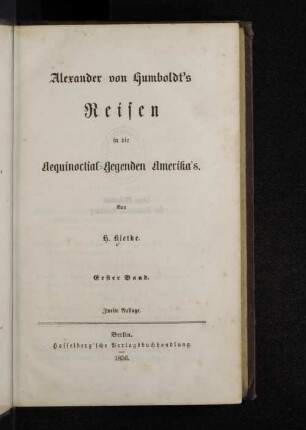 Alexander von Humboldt's
Reisen
in die
Aequinoctial-Gegenden Amerika's.
Von
H. Kletke.
Erster Band.
Zweite Auflage.
Berlin.
Hasselberg'sche Verlagsbuchhandlung
1856.